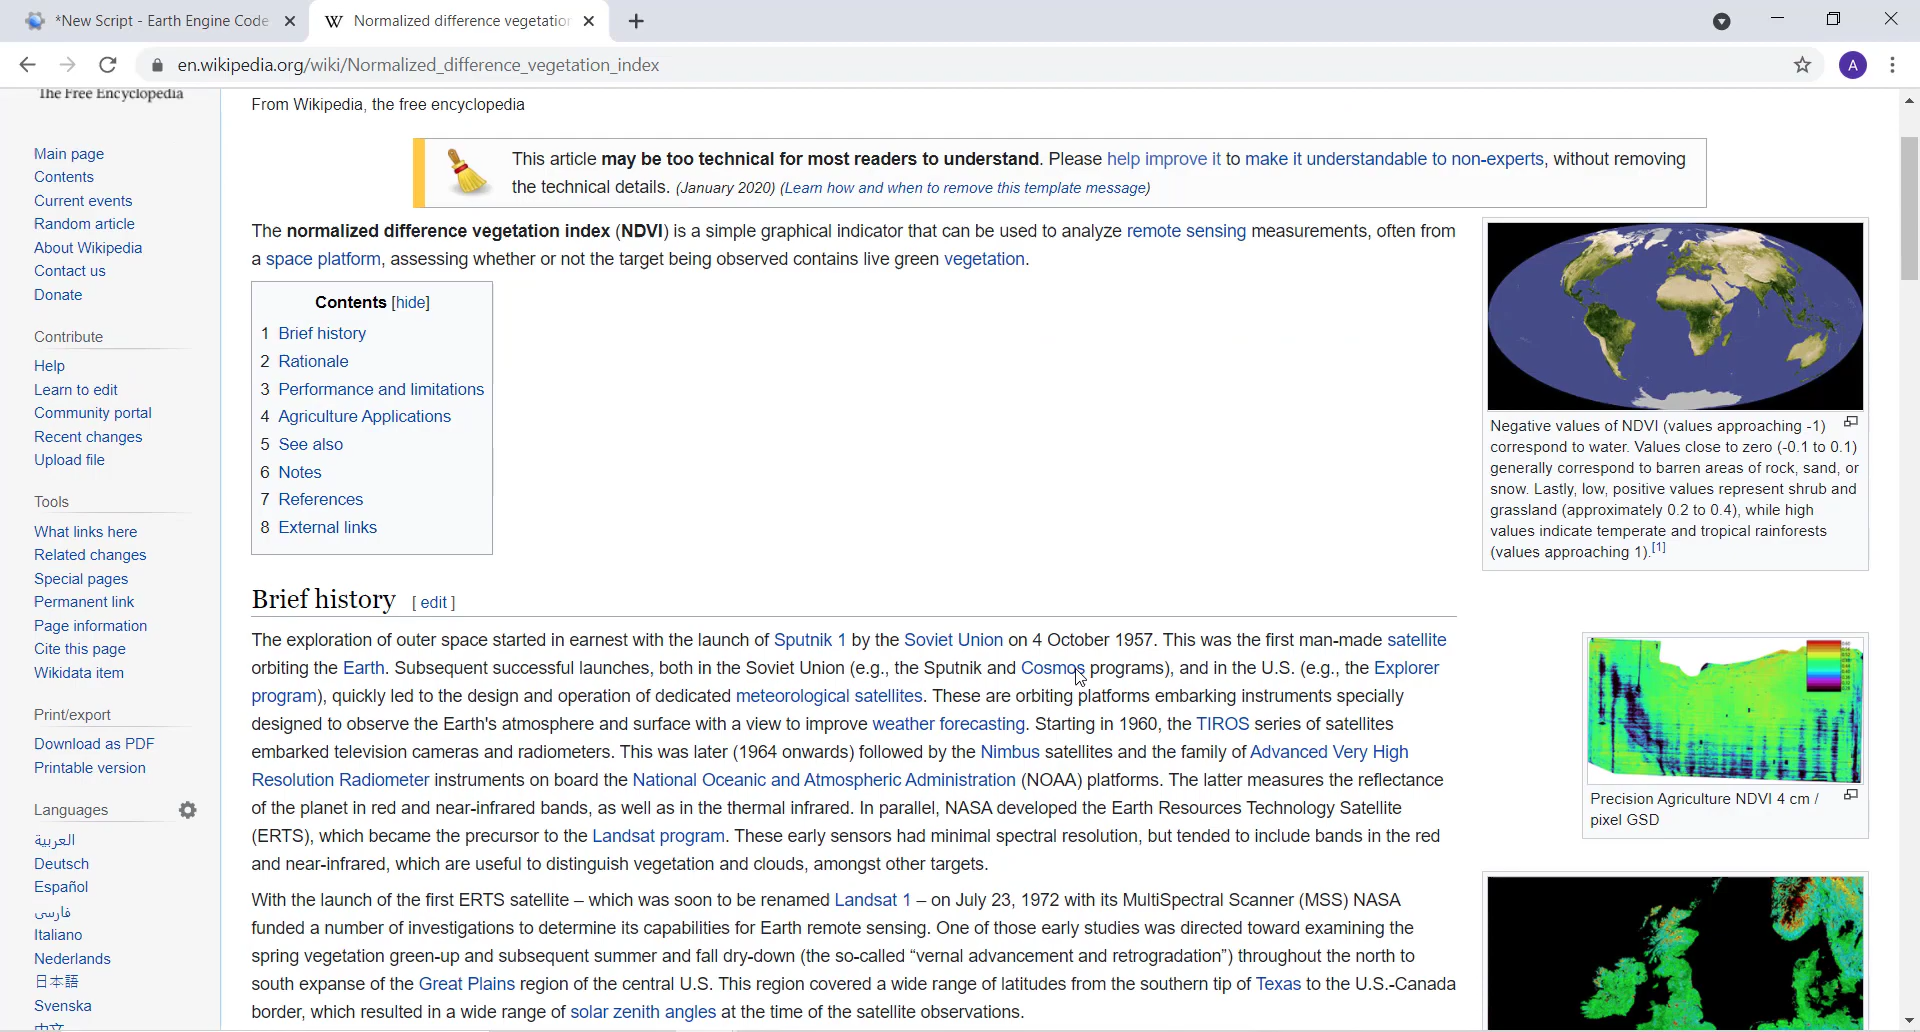 *New Script - Earth Engine Code
Normalized difference vegetation
en.wikipedia.org/wiki/Normalized_difference_vegetation_index
A
The Free Encyclopedia
Main page
Contents
Current events
Random article
About Wikipedia
Contact us
Donate
Contribute
Help
Learn to edit
Community portal
Recent changes
Upload file
Tools
What links here
Related changes
Special pages
Permanent link
Page information
Cite this page
Wikidata item
Print/export
Download as PDF
Printable version
Languages
العربية
Deutsch
Español
فارسی
Italiano
Nederlands
日本語
Svenska
中文
From Wikipedia, the free encyclopedia
This article may be too technical for most readers to understand. Please help improve it to make it understandable to non-experts, without removing
the technical details. (January 2020) (Learn how and when to remove this template message)
The normalized difference vegetation index (NDVI) is a simple graphical indicator that can be used to analyze remote sensing measurements, often from
a space platform, assessing whether or not the target being observed contains live green vegetation.
Contents [hide]
1 Brief history
2 Rationale
3 Performance and limitations
4 Agriculture Applications
5 See also
6 Notes
7 References
8 External links
Brief history [ edit ]
The exploration of outer space started in earnest with the launch of Sputnik 1 by the Soviet Union on 4 October 1957. This was the first man-made satellite
orbiting the Earth. Subsequent successful launches, both in the Soviet Union (e.g., the Sputnik and Cosmos programs), and in the U.S. (e.g., the Explorer
program), quickly led to the design and operation of dedicated meteorological satellites. These are orbiting platforms embarking instruments specially
designed to observe the Earth's atmosphere and surface with a view to improve weather forecasting. Starting in 1960, the TIROS series of satellites
embarked television cameras and radiometers. This was later (1964 onwards) followed by the Nimbus satellites and the family of Advanced Very High
Resolution Radiometer instruments on board the National Oceanic and Atmospheric Administration (NOAA) platforms. The latter measures the reflectance
of the planet in red and near-infrared bands, as well as in the thermal infrared. In parallel, NASA developed the Earth Resources Technology Satellite
(ERTS), which became the precursor to the Landsat program. These early sensors had minimal spectral resolution, but tended to include bands in the red
and near-infrared, which are useful to distinguish vegetation and clouds, amongst other targets.
With the launch of the first ERTS satellite – which was soon to be renamed Landsat 1 – on July 23, 1972 with its MultiSpectral Scanner (MSS) NASA
funded a number of investigations to determine its capabilities for Earth remote sensing. One of those early studies was directed toward examining the
spring vegetation green-up and subsequent summer and fall dry-down (the so-called “vernal advancement and retrogradation”) throughout the north to
south expanse of the Great Plains region of the central U.S. This region covered a wide range of latitudes from the southern tip of Texas to the U.S.-Canada
border, which resulted in a wide range of solar zenith angles at the time of the satellite observations.
Negative values of NDVI (values approaching -1)
correspond to water. Values close to zero (-0.1 to 0.1)
generally correspond to barren areas of rock, sand, or
snow. Lastly, low, positive values represent shrub and
grassland (approximately 0.2 to 0.4), while high
values indicate temperate and tropical rainforests
(values approaching 1).[1]
Precision Agriculture NDVI 4 cm /
pixel GSD